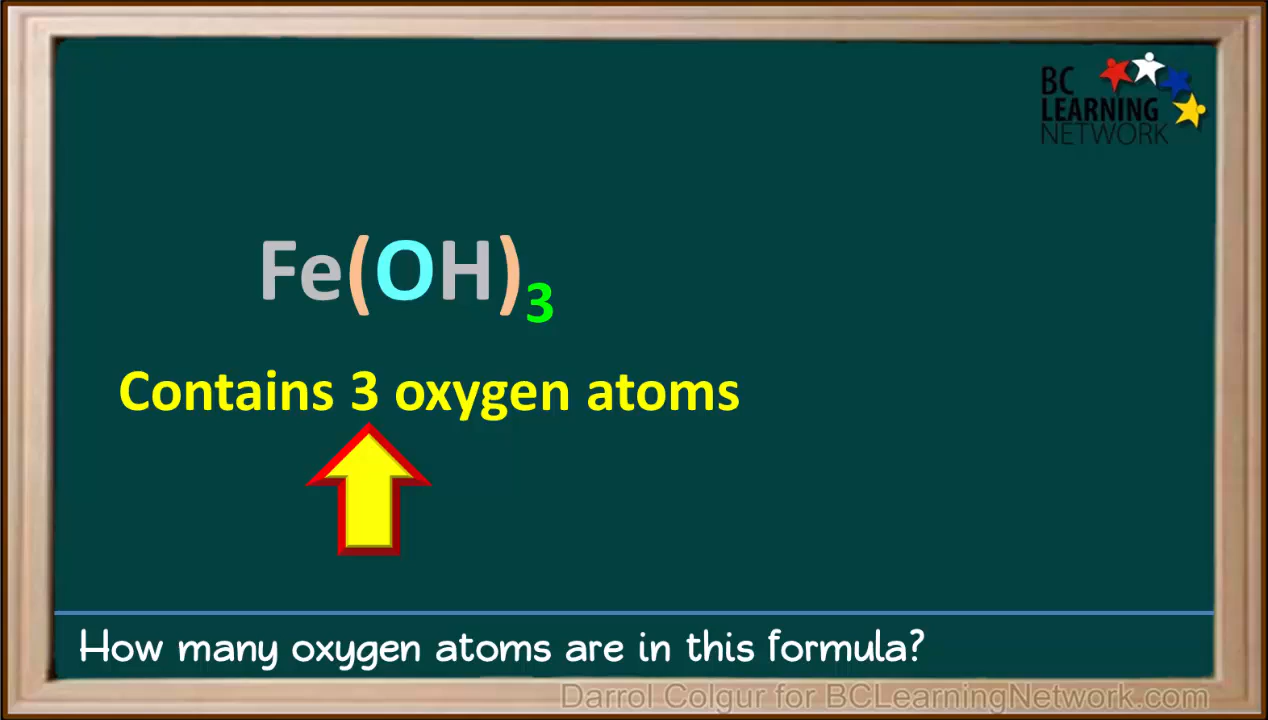 BC
LEARNING
NETWORK
Fe(OH)₃
Contains 3 oxygen atoms
How many oxygen atoms are in this formula?
Darrol Colgur for BCLearningNetwork.com